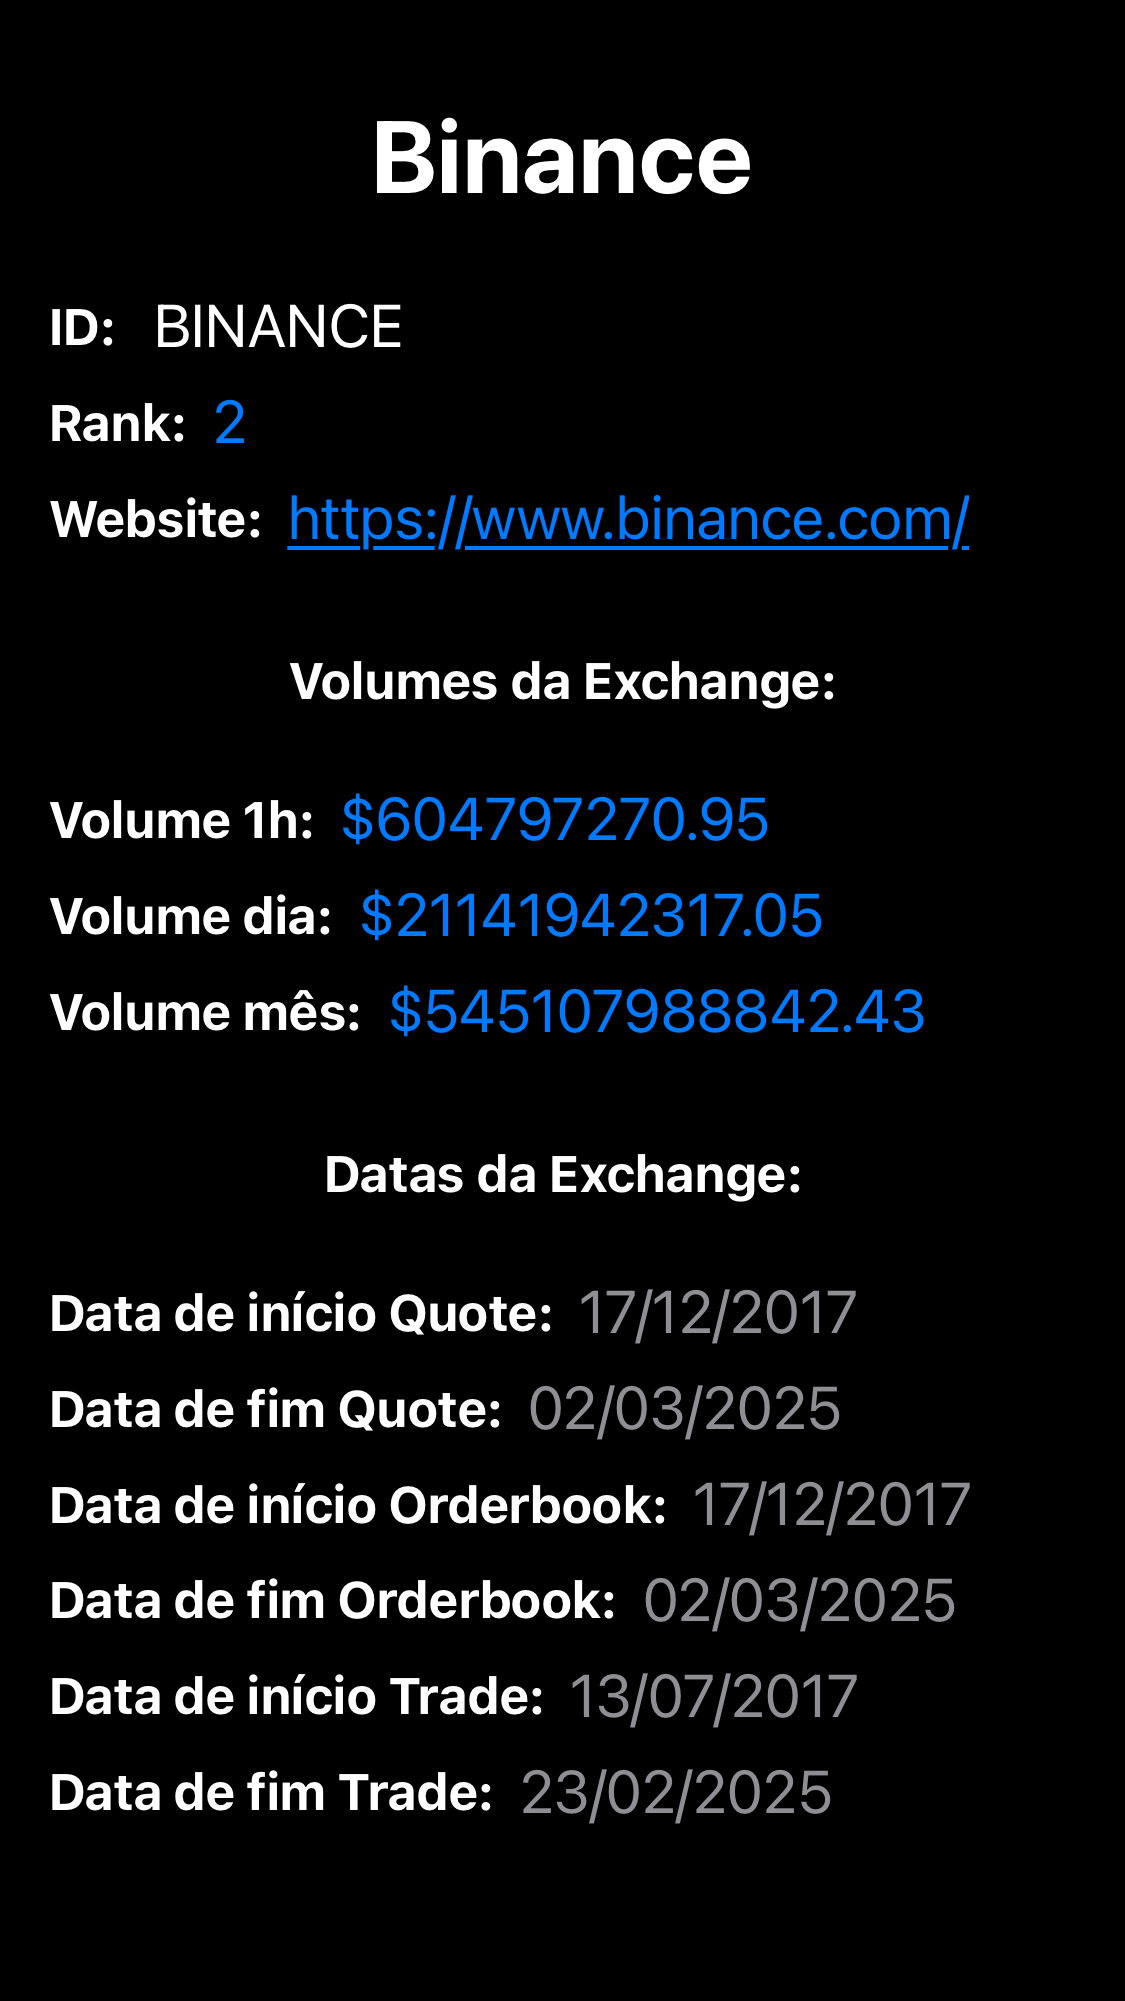 Binance
ID: BINANCE
Rank: 2
Website: https://www.binance.com/
Volumes da Exchange:
Volume 1h: $604797270.95
Volume dia: $21141942317.05
Volume mês: $545107988842.43
Datas da Exchange:
Data de início Quote: 17/12/2017
Data de fim Quote: 02/03/2025
Data de início Orderbook: 17/12/2017
Data de fim Orderbook: 02/03/2025
Data de início Trade: 13/07/2017
Data de fim Trade: 23/02/2025